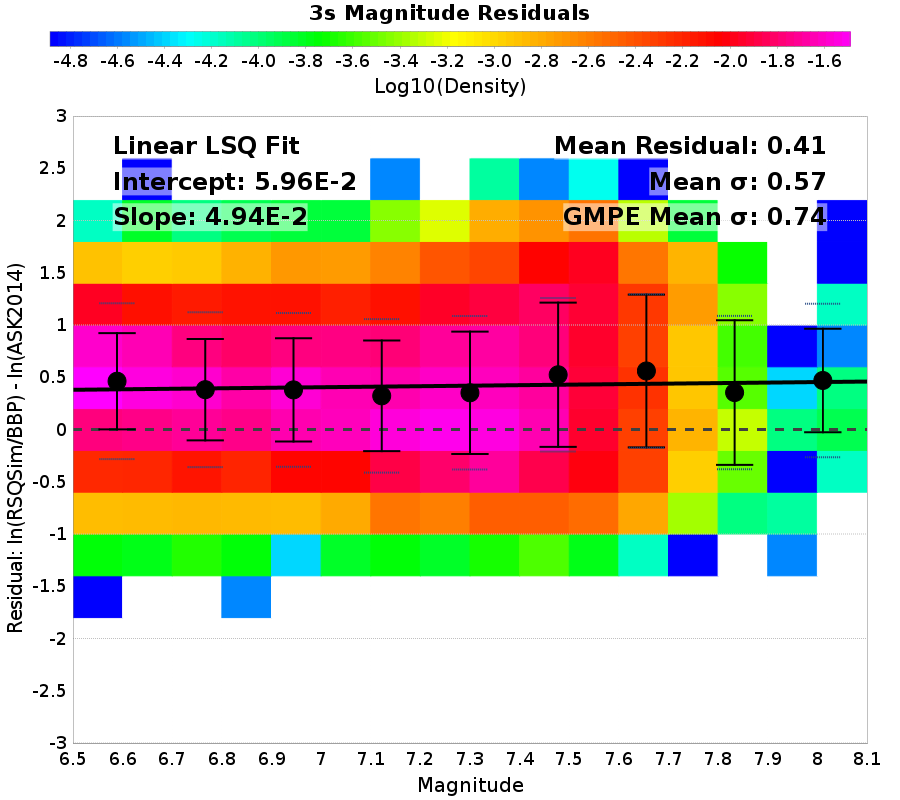 3s Magnitude Residuals
-4.8 -4.6 -4.4 -4.2 -4.0 -3.8 -3.6 -3.4 -3.2 -3.0 -2.8 -2.6 -2.4 -2.2 -2.0 -1.8 -1.6
Log10(Density)
Linear LSQ Fit
Intercept: 5.96E-2
Slope: 4.94E-2
Mean Residual: 0.41
Mean σ: 0.57
GMPE Mean σ: 0.74
Residual: ln(RSQSim/BBP) - ln(ASK2014)
3
2.5
2
1.5
1
0.5
0
-0.5
-1
-1.5
-2
-2.5
-3
6.5 6.6 6.7 6.8 6.9 7 7.1 7.2 7.3 7.4 7.5 7.6 7.7 7.8 7.9 8 8.1
Magnitude